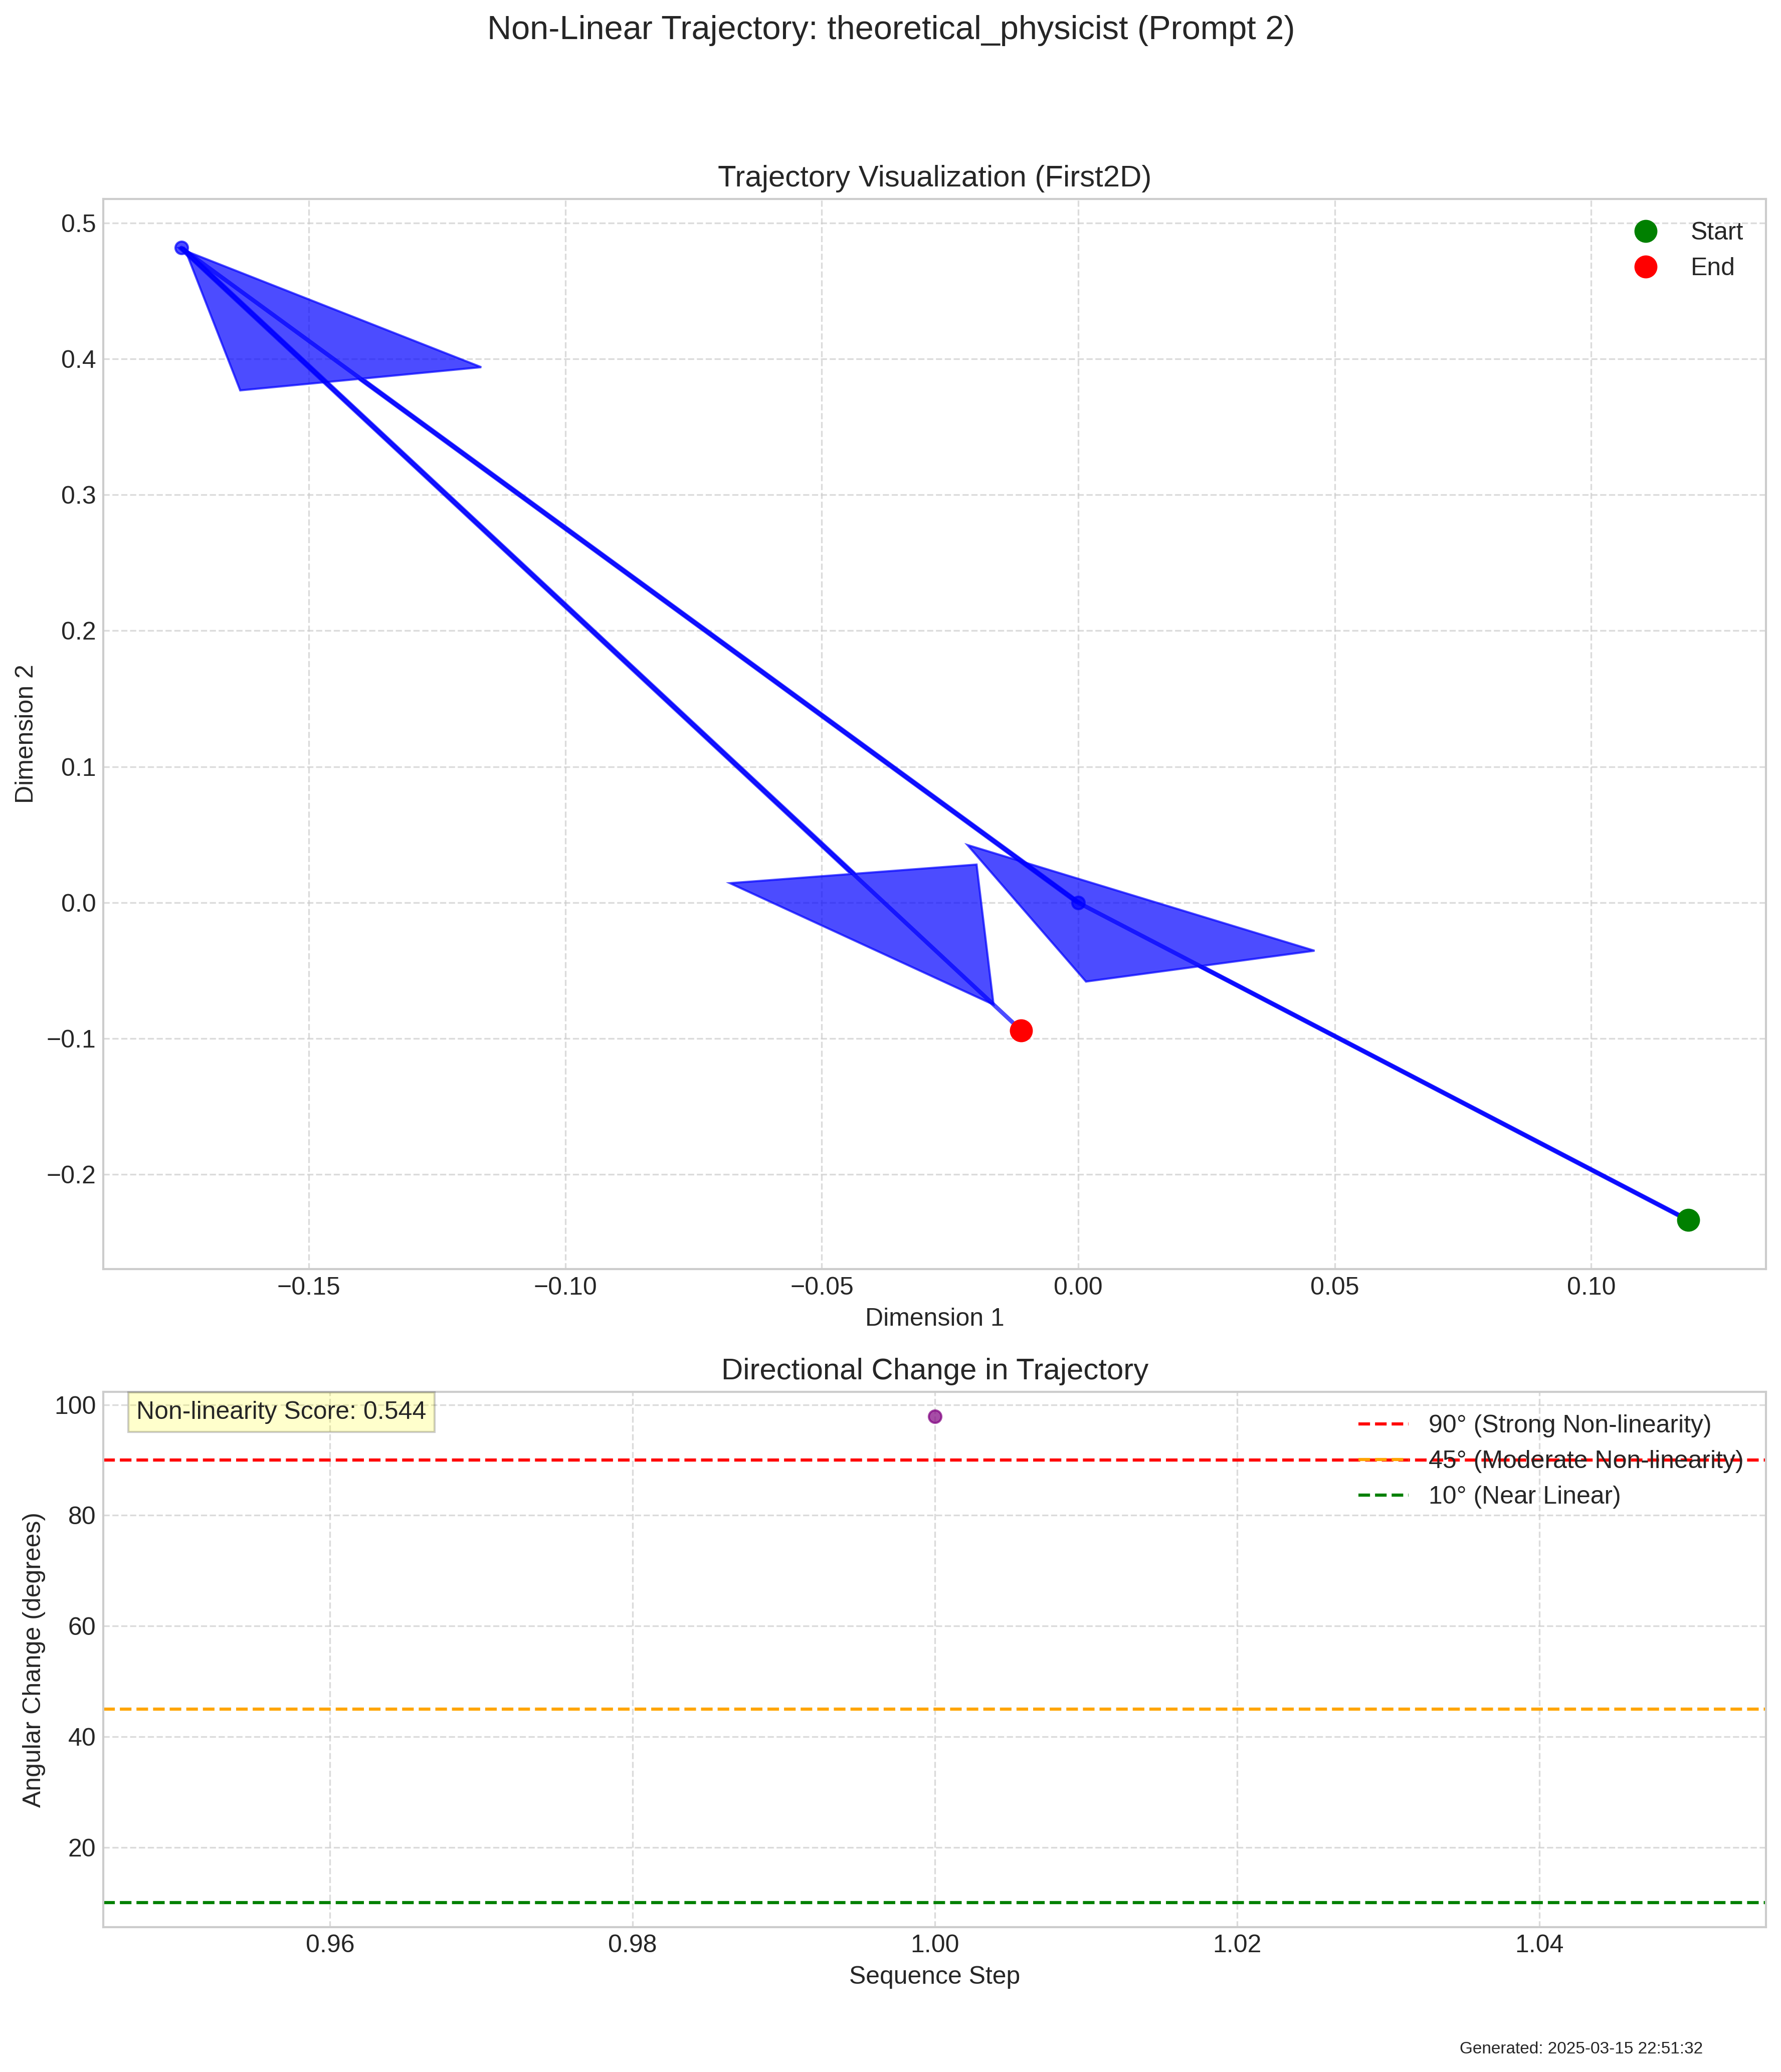 Non-Linear Trajectory: theoretical_physicist (Prompt 2)
Trajectory Visualization (First2D)
Start
End
0.5
0.4
0.3
0.2
0.1
0.0
−0.1
−0.2
Dimension 2
−0.15
−0.10
−0.05
0.00
0.05
0.10
Dimension 1
Directional Change in Trajectory
Non-linearity Score: 0.544
90° (Strong Non-linearity)
45° (Moderate Non-linearity)
10° (Near Linear)
100
80
60
40
20
Angular Change (degrees)
0.96
0.98
1.00
1.02
1.04
Sequence Step
Generated: 2025-03-15 22:51:32